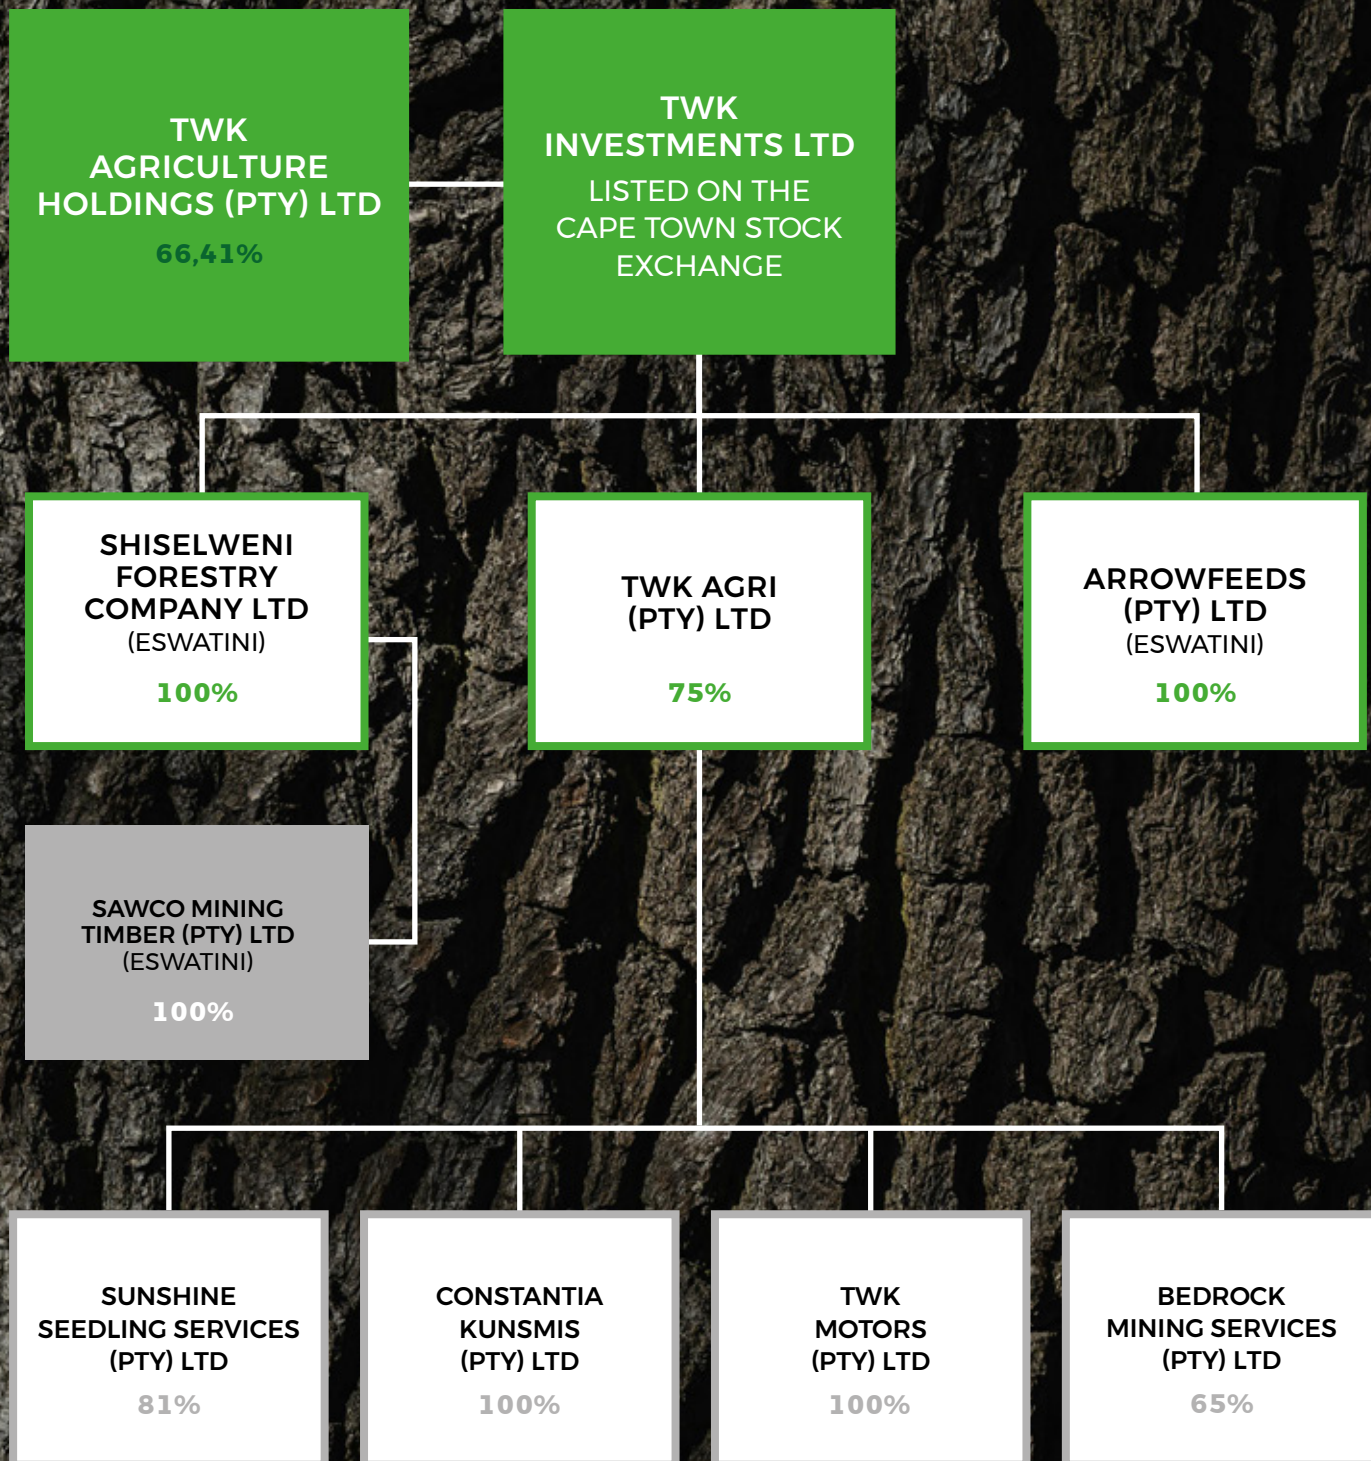 TWK
AGRICULTURE
HOLDINGS (PTY) LTD
66,41%
TWK
INVESTMENTS LTD
LISTED ON THE
CAPE TOWN STOCK
EXCHANGE
SHISELWENI
FORESTRY
COMPANY LTD
(ESWATINI)
100%
TWK AGRI
(PTY) LTD
75%
ARROWFEEDS
(PTY) LTD
(ESWATINI)
100%
SAWCO MINING
TIMBER (PTY) LTD
(ESWATINI)
100%
SUNSHINE
SEEDLING SERVICES
(PTY) LTD
81%
CONSTANTIA
KUNSMIS
(PTY) LTD
100%
TWK
MOTORS
(PTY) LTD
100%
BEDROCK
MINING SERVICES
(PTY) LTD
65%